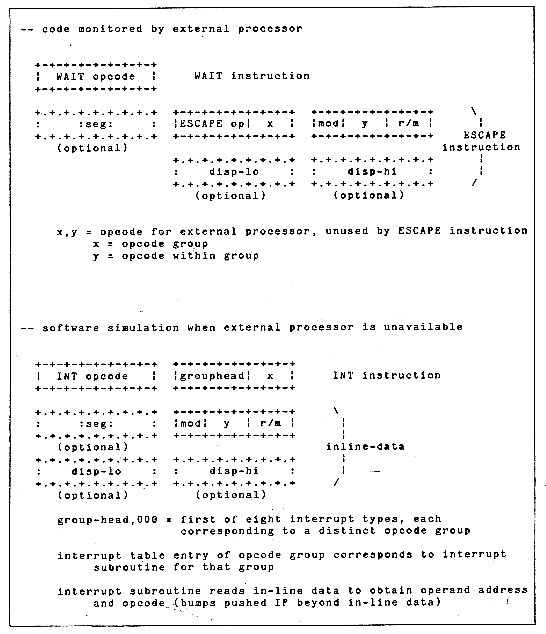 -- code monitored by external processor
+-+-+-+-+-+-+-+-+
| WAIT opcode | WAIT instruction
+-+-+-+-+-+-+-+-+
+.+.+.+.+.+.+.+.+ +-+-+-+-+-+-+-+-+ +-+-+-+-+-+-+-+-+ \
: :seg: : |ESCAPE op| x | |mod| y | r/m | |
+.+.+.+.+.+.+.+.+ +-+-+-+-+-+-+-+-+ +-+-+-+-+-+-+-+-+ ESCAPE
(optional) instruction
+.+.+.+.+.+.+.+.+ +.+.+.+.+.+.+.+.+ |
: disp-lo : : disp-hi : |
+.+.+.+.+.+.+.+.+ +.+.+.+.+.+.+.+.+ /
(optional) (optional)
x,y = opcode for external processor, unused by ESCAPE instruction
x = opcode group
y = opcode within group
-- software simulation when external processor is unavailable
+-+-+-+-+-+-+-+-+ +-+-+-+-+-+-+-+-+
| INT opcode | |grouphead| x | INT instruction
+-+-+-+-+-+-+-+-+ +-+-+-+-+-+-+-+-+
+.+.+.+.+.+.+.+.+ +-+-+-+-+-+-+-+-+ \
: :seg: : |mod| y | r/m | |
+.+.+.+.+.+.+.+.+ +-+-+-+-+-+-+-+-+ |
(optional) inline-data
+.+.+.+.+.+.+.+.+ +.+.+.+.+.+.+.+.+ |
: disp-lo : : disp-hi : |
+.+.+.+.+.+.+.+.+ +.+.+.+.+.+.+.+.+ /
(optional) (optional)
group-head,000 = first of eight interrupt types, each
corresponding to a distinct opcode group
interrupt table entry of opcode group corresponds to interrupt
subroutine for that group
interrupt subroutine reads in-line data to obtain operand address
and opcode (bumps pushed IP beyond in-line data)